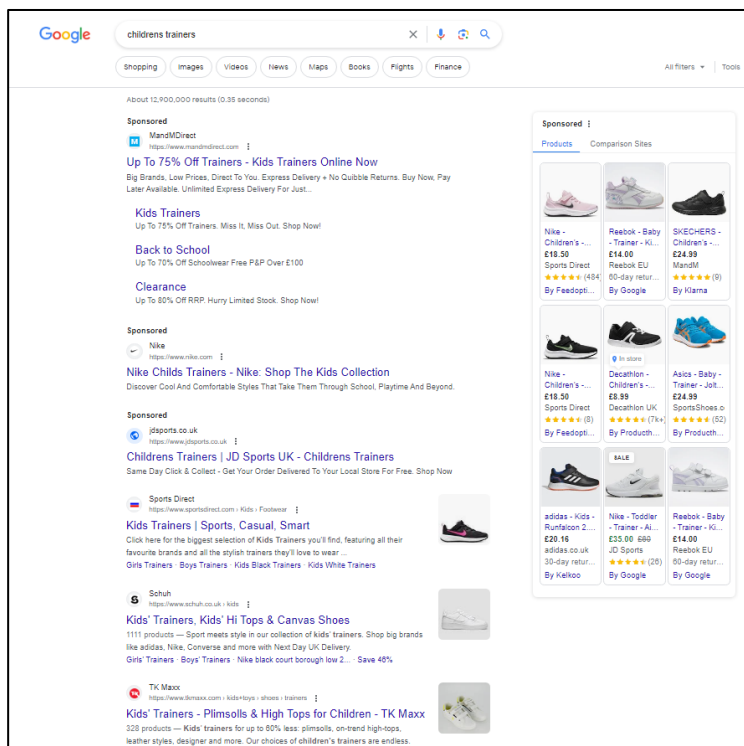 Google
childrens trainers
Shopping
Images
Videos
News
Maps
Books
Flights
Finance
All filters
Tools
About 12,900,000 results (0.35 seconds)
Sponsored
MandMDirect
https://www.mandmdirect.com
Up To 75% Off Trainers - Kids Trainers Online Now
Big Brands, Low Prices, Direct To You. Express Delivery + No Quibble Returns. Buy Now, Pay
Later Available. Unlimited Express Delivery For Just...
Kids Trainers
Up To 75% Off Trainers. Miss It, Miss Out. Shop Now!
Back to School
Up To 70% Off Schoolwear Free P&P Over £100
Clearance
Up To 80% Off RRP. Hurry Limited Stock. Shop Now!
Sponsored
Nike
https://www.nike.com
Nike Childs Trainers - Nike: Shop The Kids Collection
Discover Cool And Comfortable Styles That Take Them Through School, Playtime And Beyond.
Sponsored
jdsports.co.uk
https://www.jdsports.co.uk
Childrens Trainers | JD Sports UK - Childrens Trainers
Same Day Click & Collect - Get Your Order Delivered To Your Local Store For Free. Shop Now
Sports Direct
https://www.sportsdirect.com › Kids › Footwear
Kids Trainers | Sports, Casual, Smart
Click here for the biggest selection of Kids Trainers you'll find, featuring all their
favourite brands and all the stylish trainers they'll love to wear ...
Girls Trainers · Boys Trainers · Kids Black Trainers · Kids White Trainers
Schuh
https://www.schuh.co.uk › kids
Kids' Trainers, Kids' Hi Tops & Canvas Shoes
1111 products — Sport meets style in our collection of kids' trainers. Shop big brands
like adidas, Nike, Converse and more with Next Day UK Delivery.
Girls' Trainers · Boys' Trainers · Nike black court borough low 2... · Save 46%
TK Maxx
https://www.tkmaxx.com › kids+toys › shoes › trainers
Kids' Trainers - Plimsolls & High Tops for Children - TK Maxx
328 products — Kids' trainers for up to 60% less: plimsolls, on-trend high-tops,
leather styles, designer and more. Our choices of children's trainers are endless.
Sponsored
Products
Comparison Sites
Nike -
Children's - ...
£18.50
Sports Direct
(484)
By Feedopti...
Reebok - Baby
- Trainer - Ki...
£14.00
Reebok EU
60-day retur...
By Google
SKECHERS -
Children's - ...
£24.99
MandM
(9)
By Klarna
Nike -
Children's - ...
£18.50
Sports Direct
(8)
By Feedopti...
In store
Decathlon -
Children's - ...
£8.99
Decathlon UK
(7k+)
By Producth...
Asics - Baby -
Trainer - Jolt...
£24.99
SportsShoes.co
(52)
By Producth...
adidas - Kids -
Runfalcon 2....
£20.16
adidas.co.uk
30-day retur...
By Kelkoo
SALE
Nike - Toddler
- Trainer - Ai...
£35.00 £60
JD Sports
(26)
By Google
Reebok - Baby
- Trainer - Ki...
£14.00
Reebok EU
60-day retur...
By Google